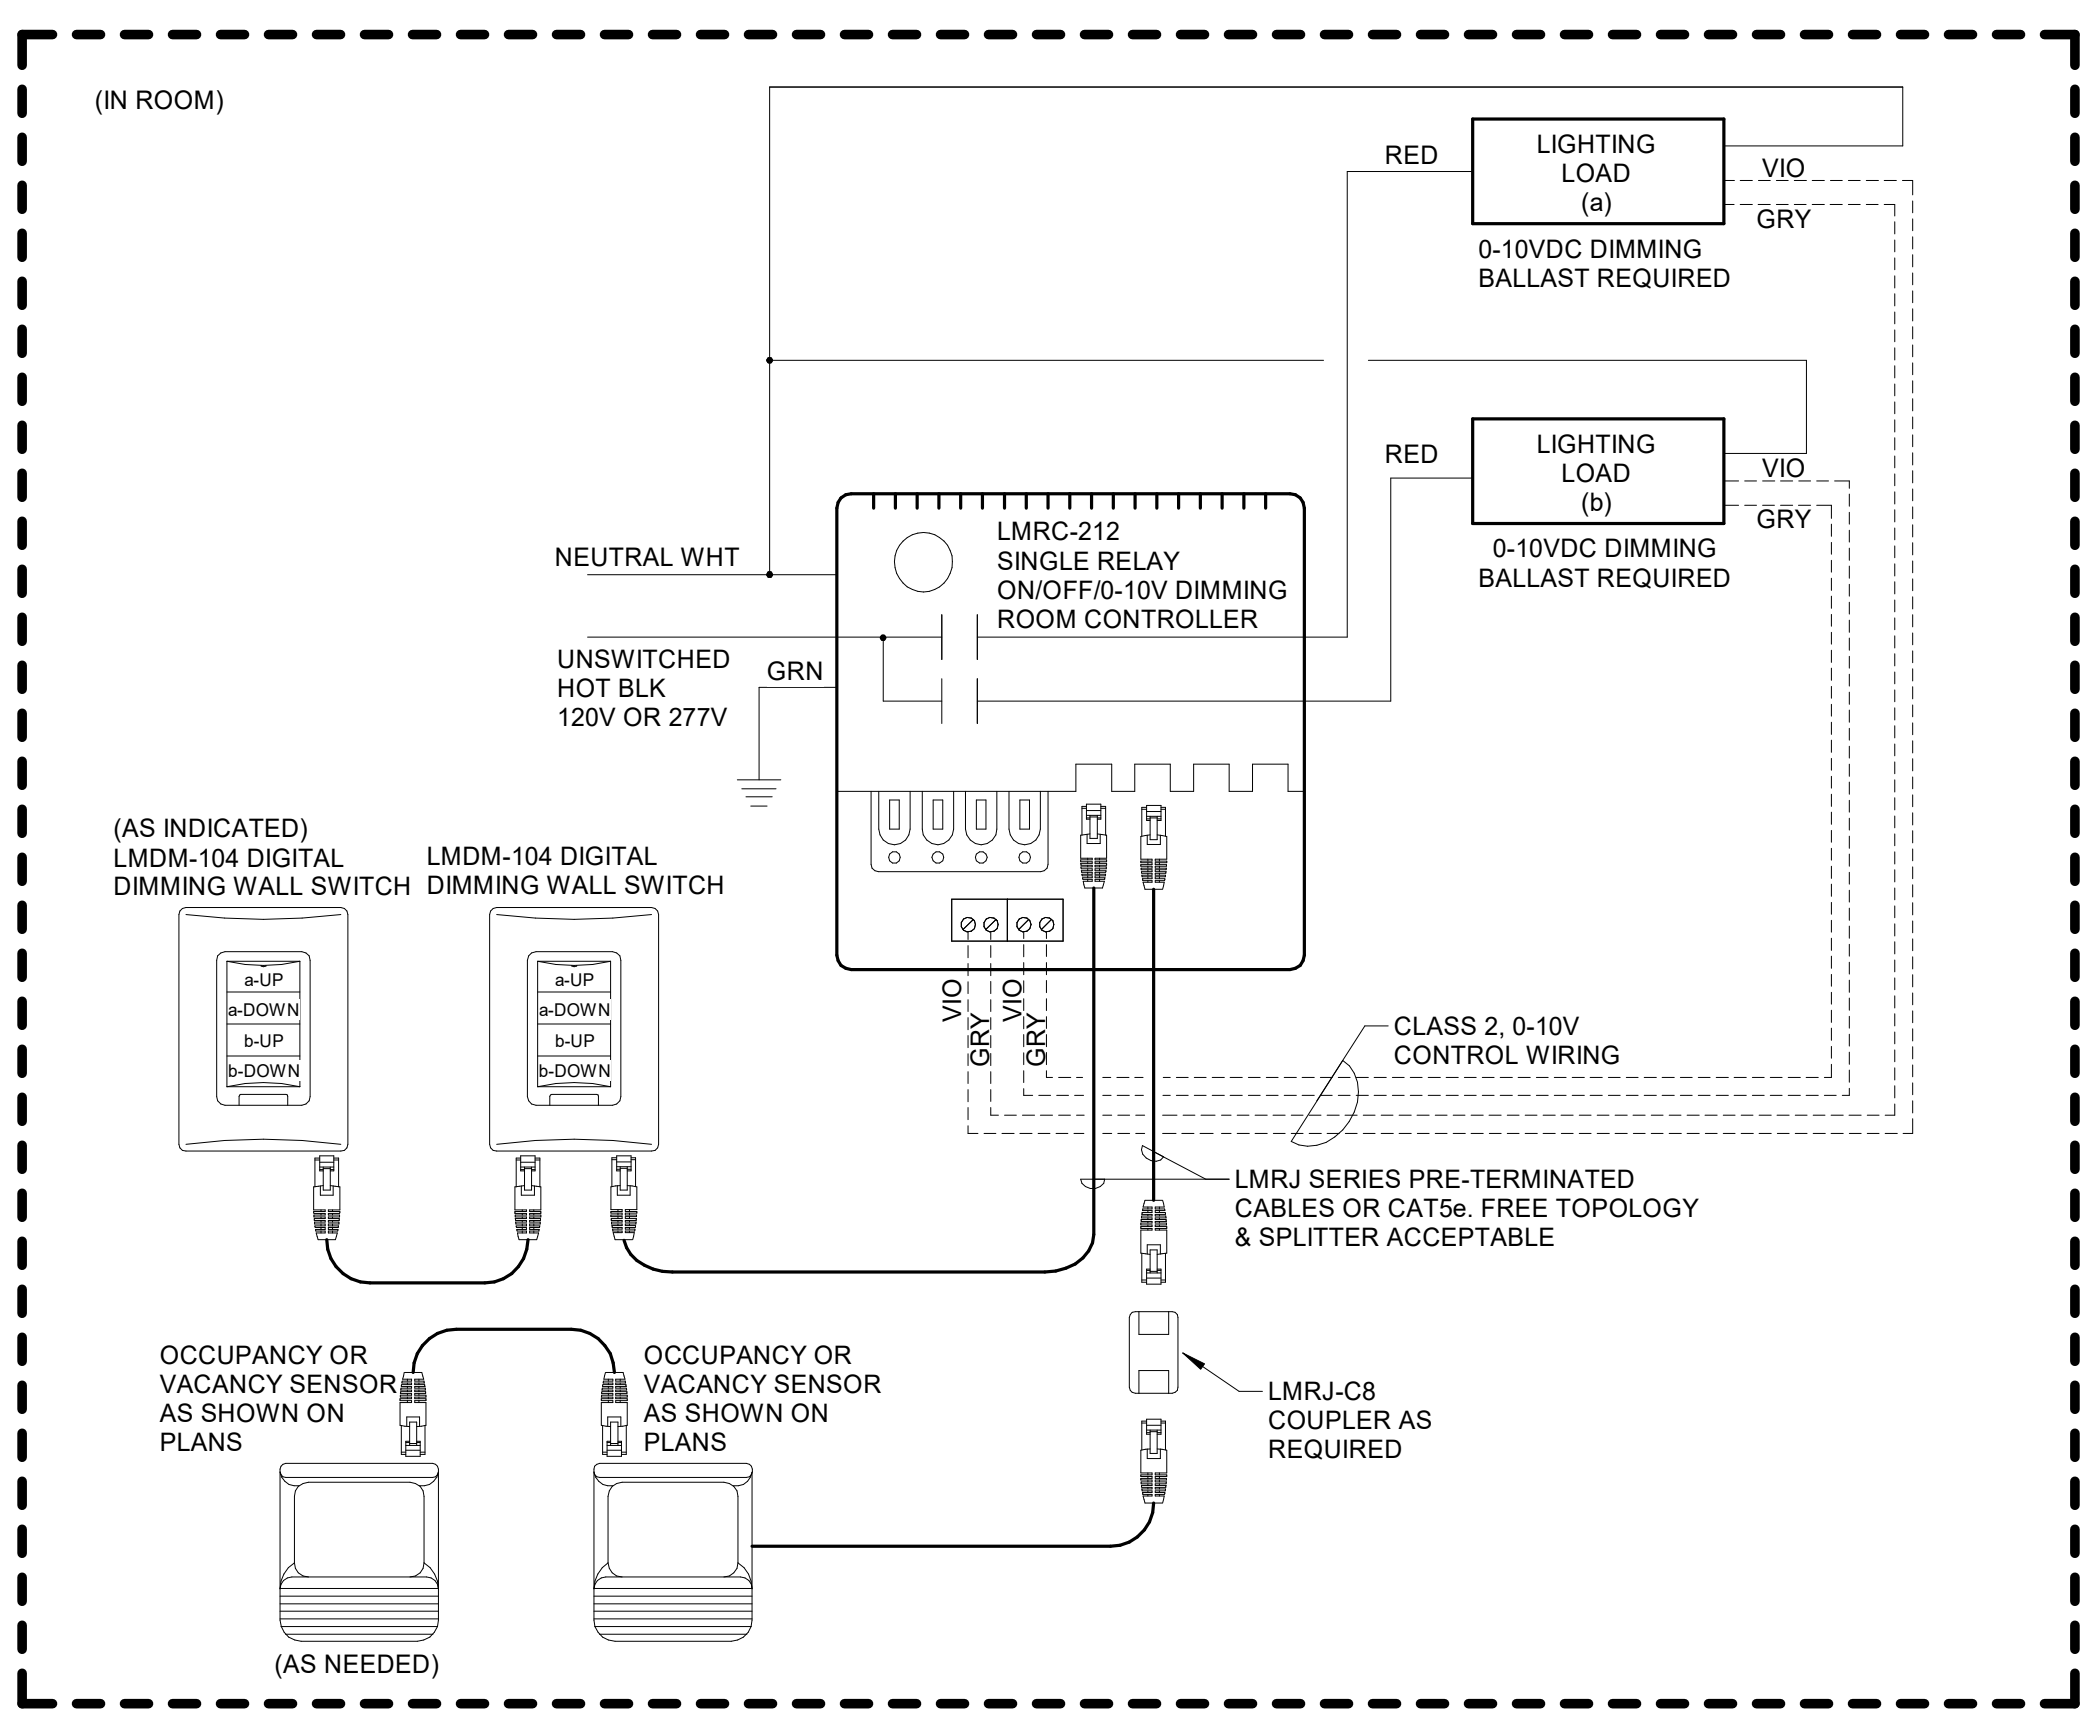 (IN ROOM)
RED
LIGHTING
LOAD
(a)
VIO
GRY
0-10VDC DIMMING
BALLAST REQUIRED
RED
LIGHTING
LOAD
(b)
VIO
GRY
0-10VDC DIMMING
BALLAST REQUIRED
NEUTRAL WHT
LMRC-212
SINGLE RELAY
ON/OFF/0-10V DIMMING
ROOM CONTROLLER
UNSWITCHED
HOT BLK
120V OR 277V
GRN
(AS INDICATED)
LMDM-104 DIGITAL
DIMMING WALL SWITCH
LMDM-104 DIGITAL
DIMMING WALL SWITCH
a-UP
a-DOWN
b-UP
b-DOWN
a-UP
a-DOWN
b-UP
b-DOWN
VIO
GRY
VIO
GRY
CLASS 2, 0-10V
CONTROL WIRING
LMRJ SERIES PRE-TERMINATED
CABLES OR CAT5e. FREE TOPOLOGY
& SPLITTER ACCEPTABLE
OCCUPANCY OR
VACANCY SENSOR
AS SHOWN ON
PLANS
OCCUPANCY OR
VACANCY SENSOR
AS SHOWN ON
PLANS
LMRJ-C8
COUPLER AS
REQUIRED
(AS NEEDED)